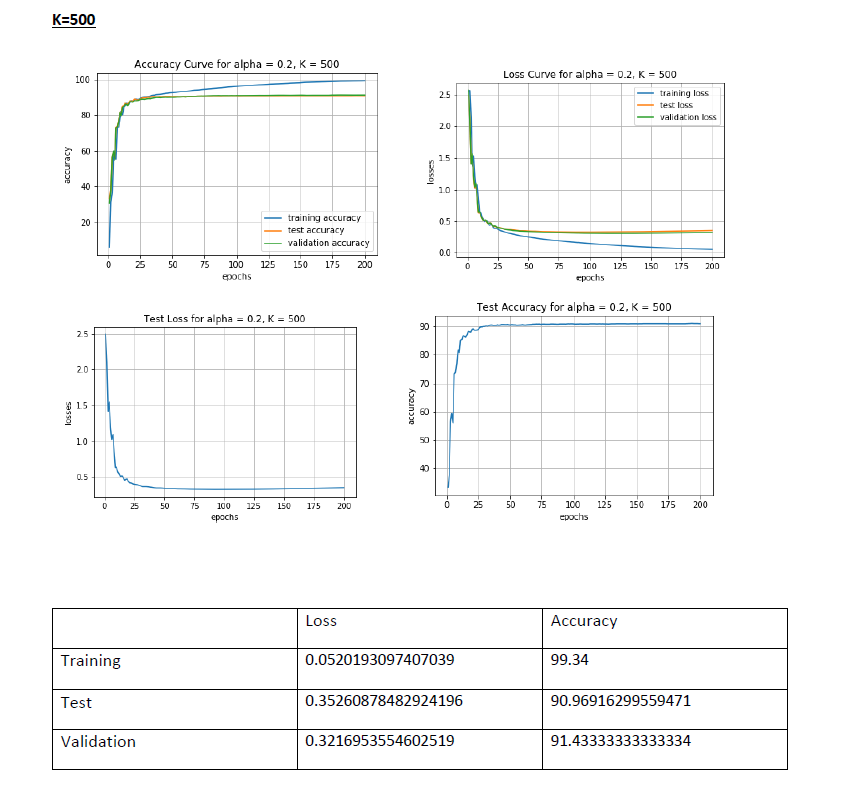 K=500
Accuracy Curve for alpha = 0.2, K = 500
100
80
60
40
20
accuracy
training accuracy
test accuracy
validation accuracy
0 25 50 75 100 125 150 175 200
epochs
Loss Curve for alpha = 0.2, K = 500
2.5
2.0
1.5
1.0
0.5
0.0
losses
training loss
test loss
validation loss
0 25 50 75 100 125 150 175 200
epochs
Test Loss for alpha = 0.2, K = 500
2.5
2.0
1.5
1.0
0.5
losses
0 25 50 75 100 125 150 175 200
epochs
Test Accuracy for alpha = 0.2, K = 500
90
80
70
60
50
40
accuracy
0 25 50 75 100 125 150 175 200
epochs
Loss Accuracy
Training 0.0520193097407039 99.34
Test 0.35260878482924196 90.96916299559471
Validation 0.3216953554602519 91.43333333333334